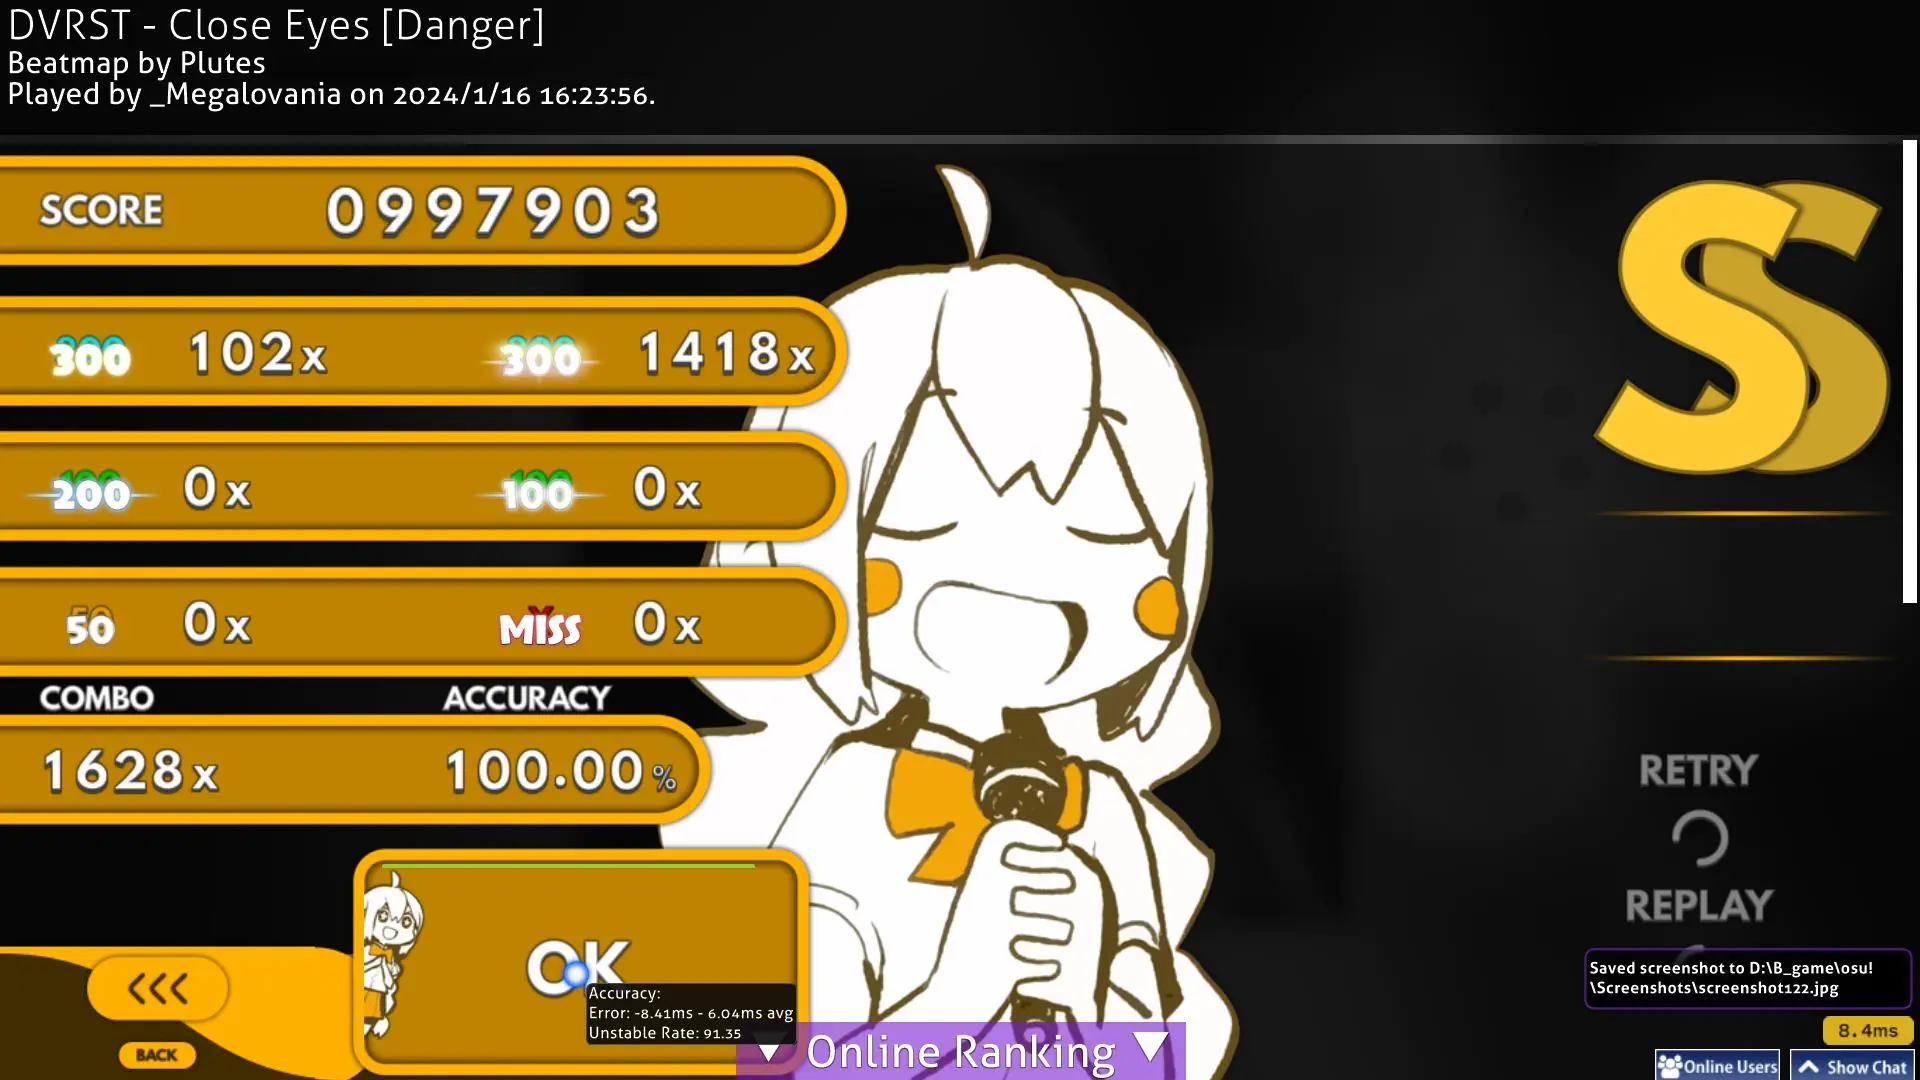 DVRST - Close Eyes [Danger]
Beatmap by Plutes
Played by _Megalovania on 2024/1/16 16:23:56.
SCORE 0997903
300 102x 300 1418x
200 0x 100 0x
50 0x MISS 0x
COMBO ACCURACY
1628x 100.00%
SS
RETRY
REPLAY
OK
Accuracy:
Error: -8.41ms - 6.04ms avg
Unstable Rate: 91.35
<<<
BACK
▼ Online Ranking ▼
Saved screenshot to D:\B_game\osu!
\Screenshots\screenshot122.jpg
8.4ms
Online Users
Show Chat